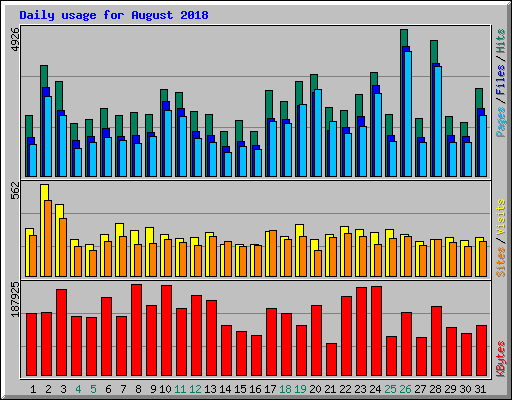 Daily usage for August 2018
4926
Pages / Files / Hits
562
Sites / Visits
187925
KBytes
1 2 3 4 5 6 7 8 9 10 11 12 13 14 15 16 17 18 19 20 21 22 23 24 25 26 27 28 29 30 31